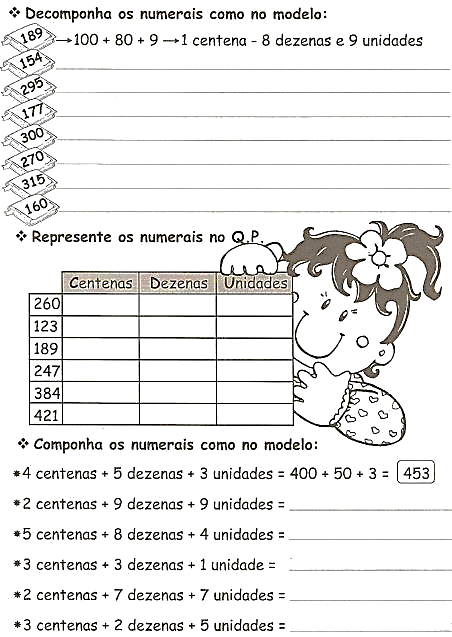 ❖ Decomponha os numerais como no modelo:
189 →100 + 80 + 9 →1 centena - 8 dezenas e 9 unidades
154
295
177
300
270
315
160
❖ Represente os numerais no Q.P.
Centenas Dezenas Unidades
260
123
189
247
384
421
❖ Componha os numerais como no modelo:
*4 centenas + 5 dezenas + 3 unidades = 400 + 50 + 3 = 453
*2 centenas + 9 dezenas + 9 unidades =
*5 centenas + 8 dezenas + 4 unidades =
*3 centenas + 3 dezenas + 1 unidade =
*2 centenas + 7 dezenas + 7 unidades =
*3 centenas + 2 dezenas + 5 unidades =